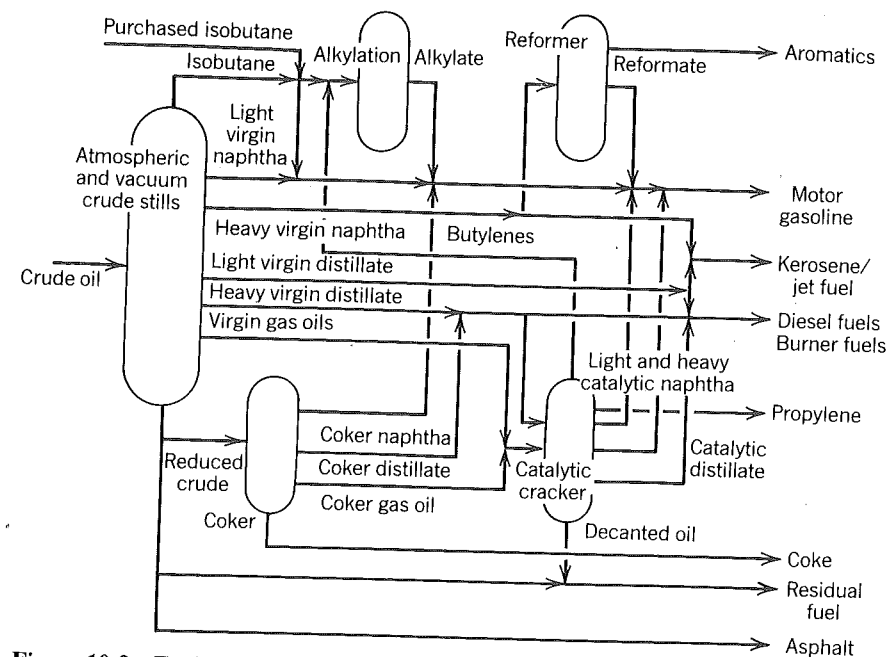 Purchased isobutane
Isobutane
Alkylation
Alkylate
Reformer
Reformate
Aromatics
Light
virgin
naphtha
Atmospheric
and vacuum
crude stills
Motor
gasoline
Heavy virgin naphtha
Butylenes
Crude oil
Light virgin distillate
Kerosene/
jet fuel
Heavy virgin distillate
Virgin gas oils
Diesel fuels
Burner fuels
Light and heavy
catalytic naphtha
Propylene
Coker naphtha
Reduced
crude
Coker distillate
Catalytic
cracker
Catalytic
distillate
Coker gas oil
Coker
Decanted oil
Coke
Residual
fuel
Asphalt